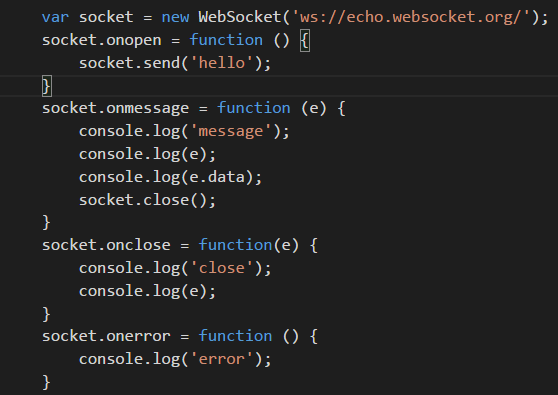 var socket = new WebSocket('ws://echo.websocket.org/');
socket.onopen = function () {
    socket.send('hello');
}
socket.onmessage = function (e) {
    console.log('message');
    console.log(e);
    console.log(e.data);
    socket.close();
}
socket.onclose = function(e) {
    console.log('close');
    console.log(e);
}
socket.onerror = function () {
    console.log('error');
}